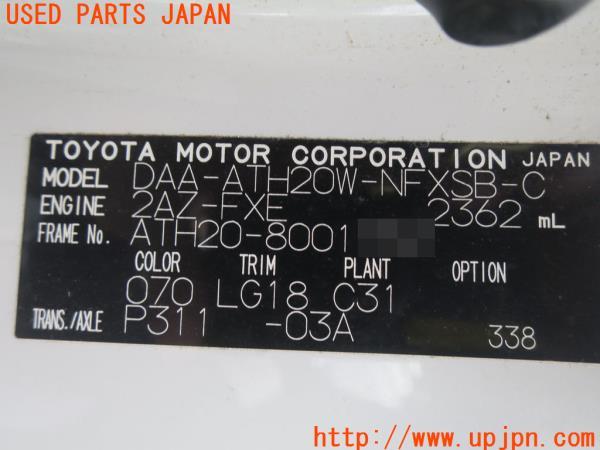 USED PARTS JAPAN
TOYOTA MOTOR CORPORATION JAPAN
MODEL DAA-ATH20W-NFXSB-C
ENGINE 2AZ-FXE 2362 mL
FRAME No. ATH20-8001
COLOR TRIM PLANT OPTION
070 LG18 C31
TRANS./AXLE P311 -03A 338
http://www.upjpn.com/